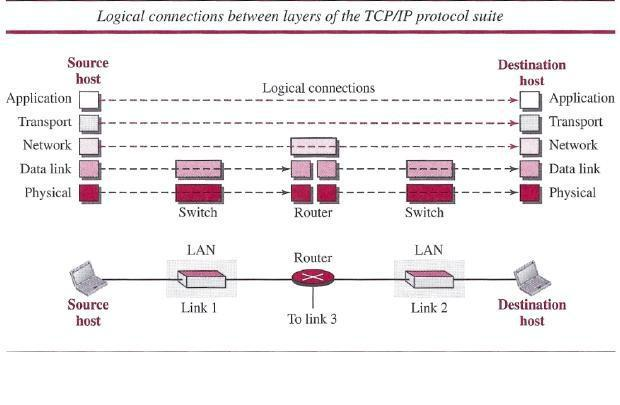 Logical connections between layers of the TCP/IP protocol suite
Source host
Destination host
Logical connections
Application
Application
Transport
Transport
Network
Network
Data link
Data link
Physical
Physical
Switch
Router
Switch
LAN
Router
LAN
Source host
Link 1
To link 3
Link 2
Destination host